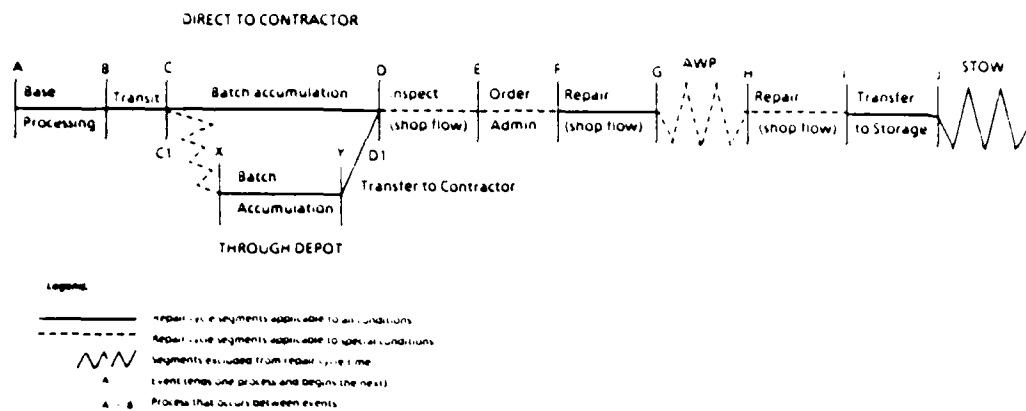 DIRECT TO CONTRACTOR
A B C D E F G AWP H I J STOW
Base Transit Batch accumulation Inspect Order Repair Repair Transfer
Processing (shop flow) Admin (shop flow) (shop flow) to Storage
C1 X Y D1
Batch Transfer to Contractor
Accumulation
THROUGH DEPOT
Legend.
Repair cycle segments applicable to all conditions
Repair cycle segments applicable to special conditions
Segments excluded from repair cycle time
A Event (ends one process and begins the next)
A - B Process that occurs between events